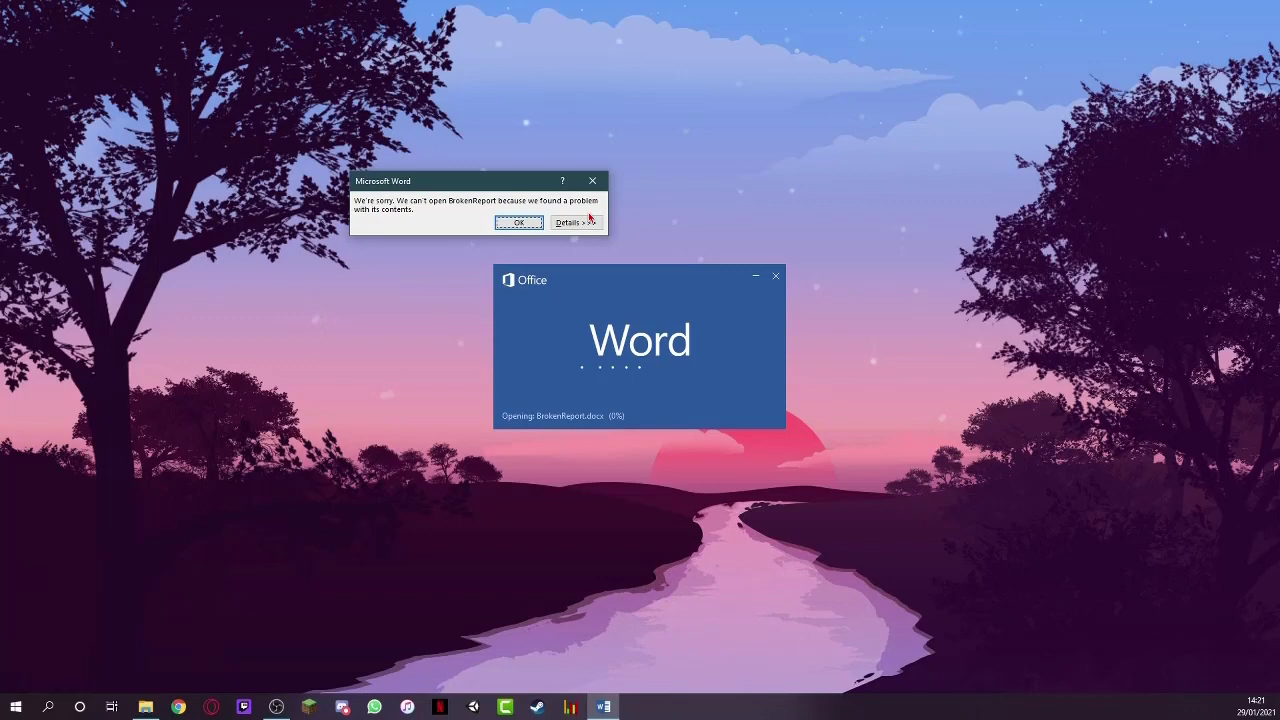 Microsoft Word
?
We're sorry. We can't open BrokenReport because we found a problem
with its contents.
OK
Details >>>
Office
Word
Opening: BrokenReport.docx (0%)
14:21
29/01/2021